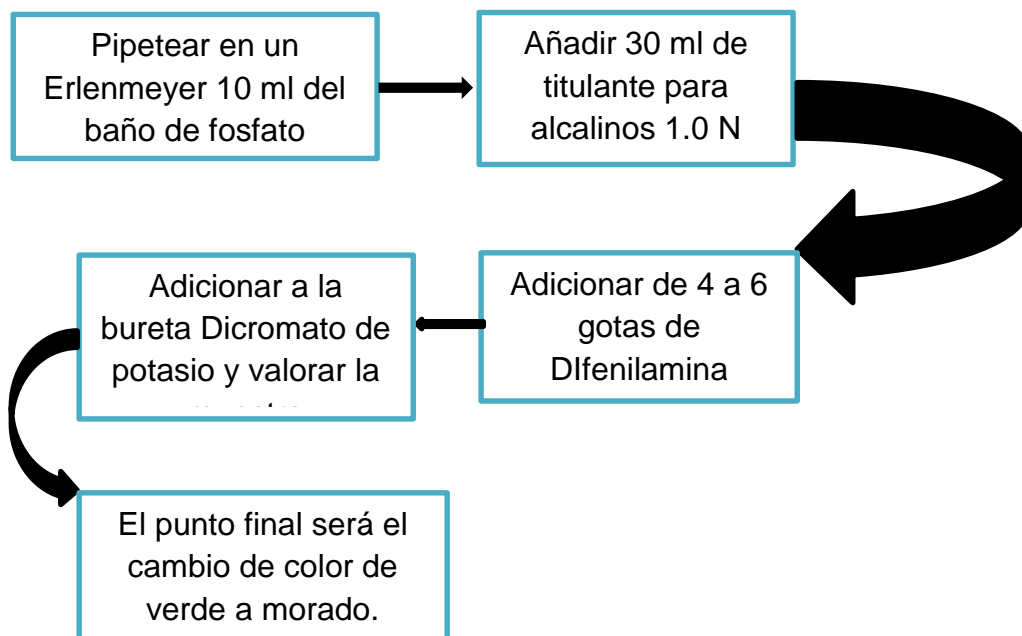 Pipetear en un
Erlenmeyer 10 ml del
baño de fosfato
Añadir 30 ml de
titulante para
alcalinos 1.0 N
Adicionar de 4 a 6
gotas de
DIfenilamina
Adicionar a la
bureta Dicromato de
potasio y valorar la
El punto final será el
cambio de color de
verde a morado.